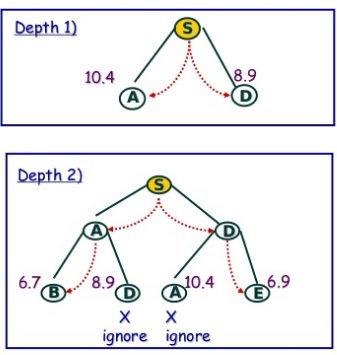 Depth 1)
S
10.4 8.9
A D
Depth 2)
S
A D
6.7 8.9 10.4 6.9
B D A E
X X
ignore ignore